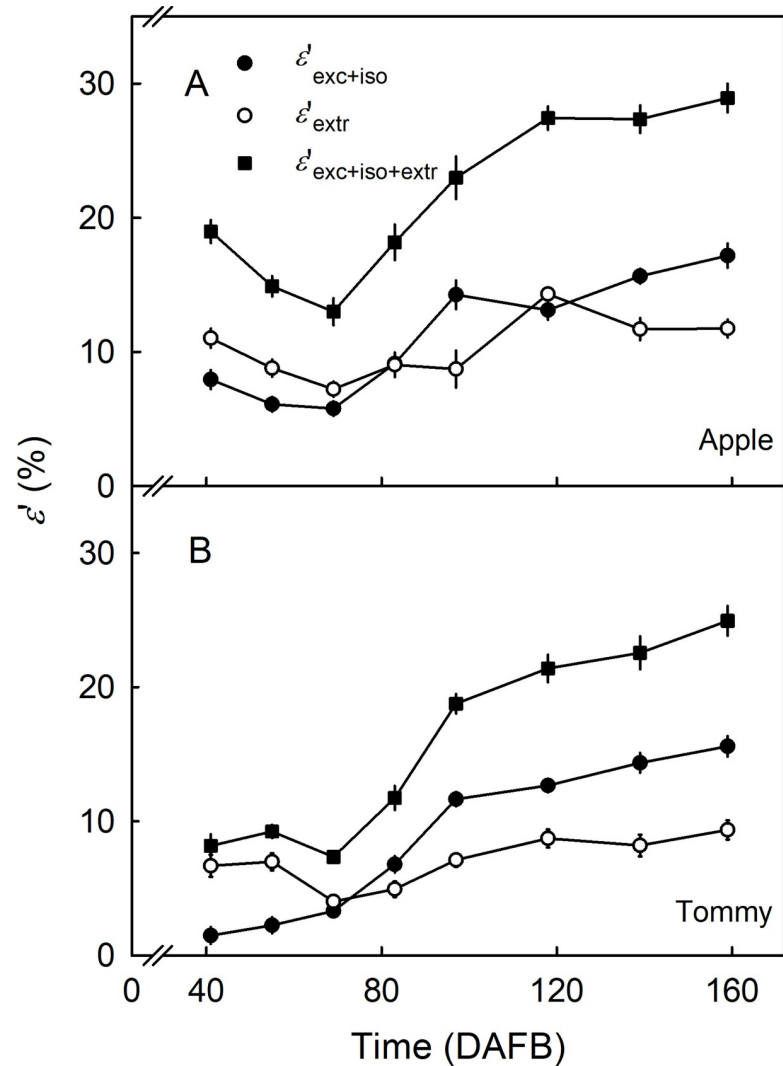 A
ε'exc+iso
ε'extr
ε'exc+iso+extr
30
20
10
0
Apple
ε' (%)
B
30
20
10
0
Tommy
0 40 80 120 160
Time (DAFB)